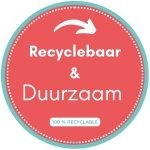 Recyclebaar
&
Duurzaam
100 % RECYCLABLE